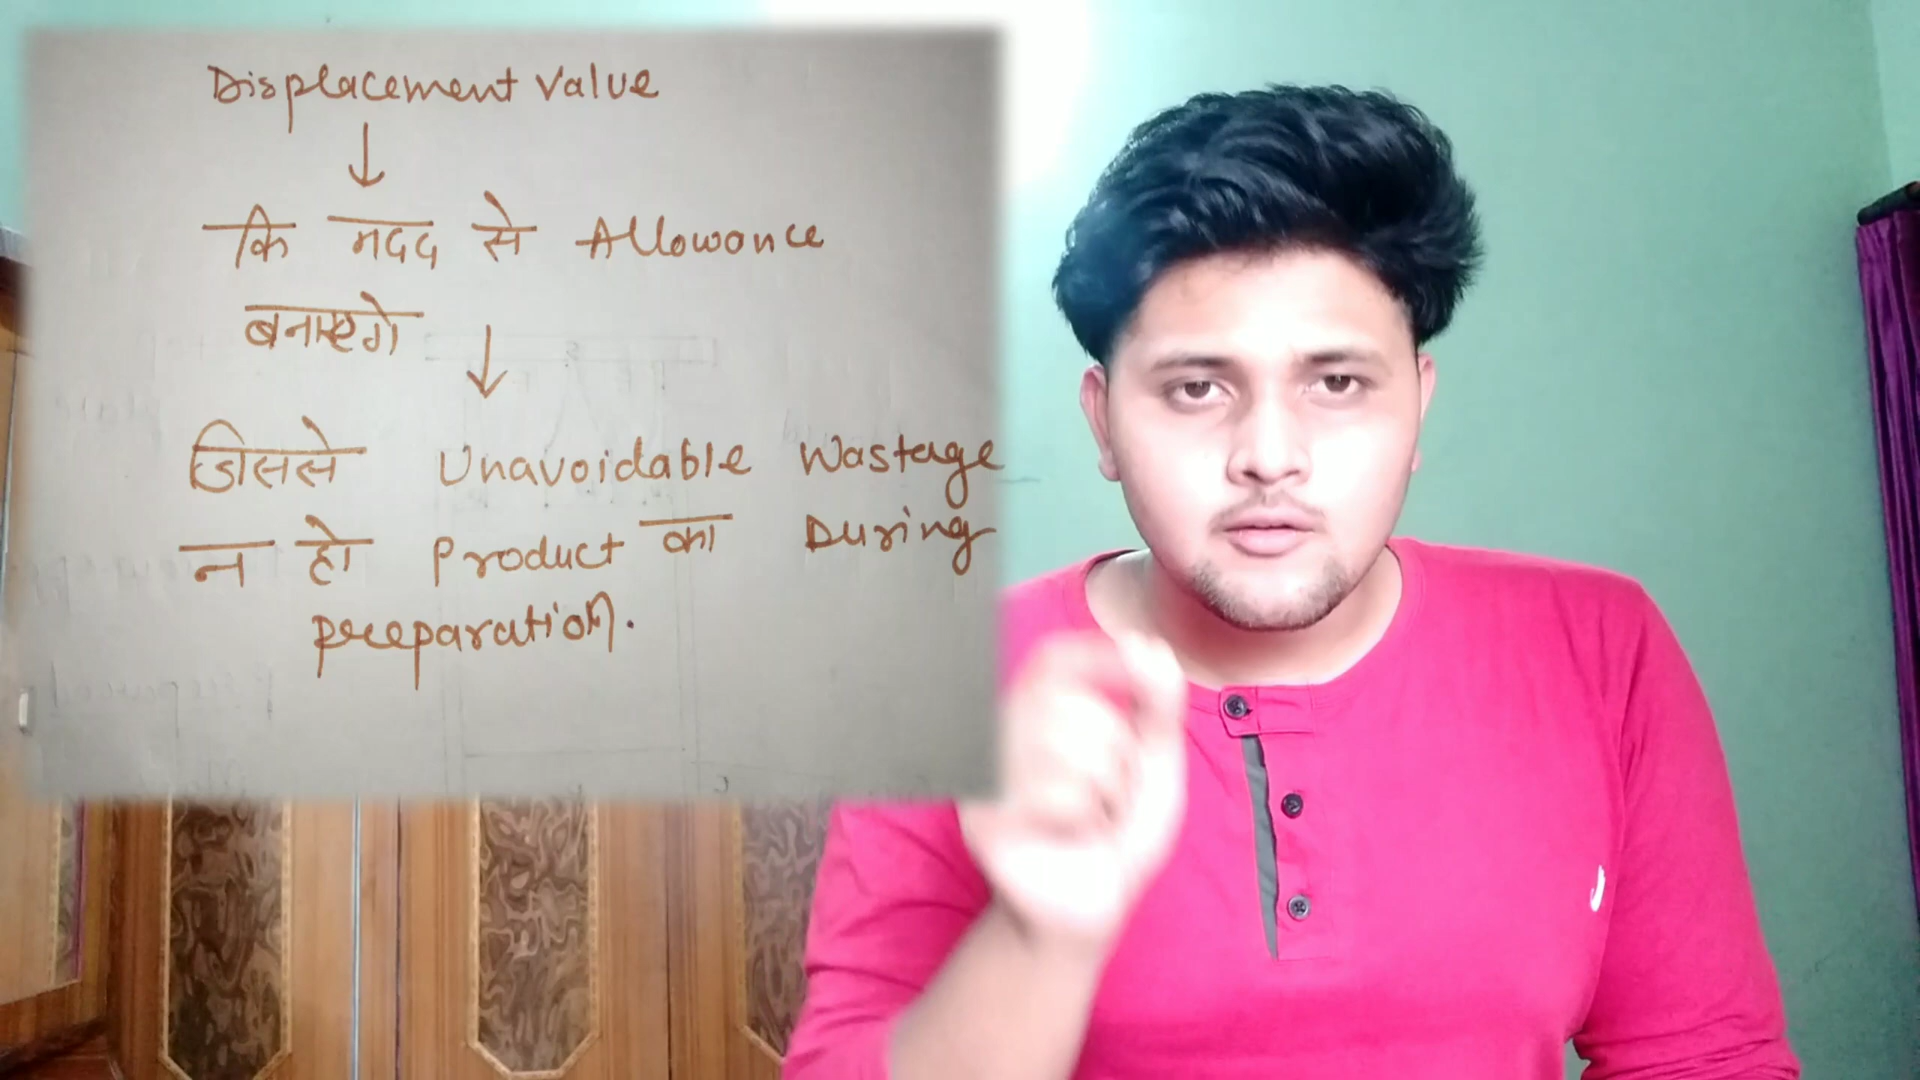 Displacement Value
↓
कि मदद से Allowance
बनाएगे
↓
जिससे Unavoidable Wastage
न हो Product का During
preparation.